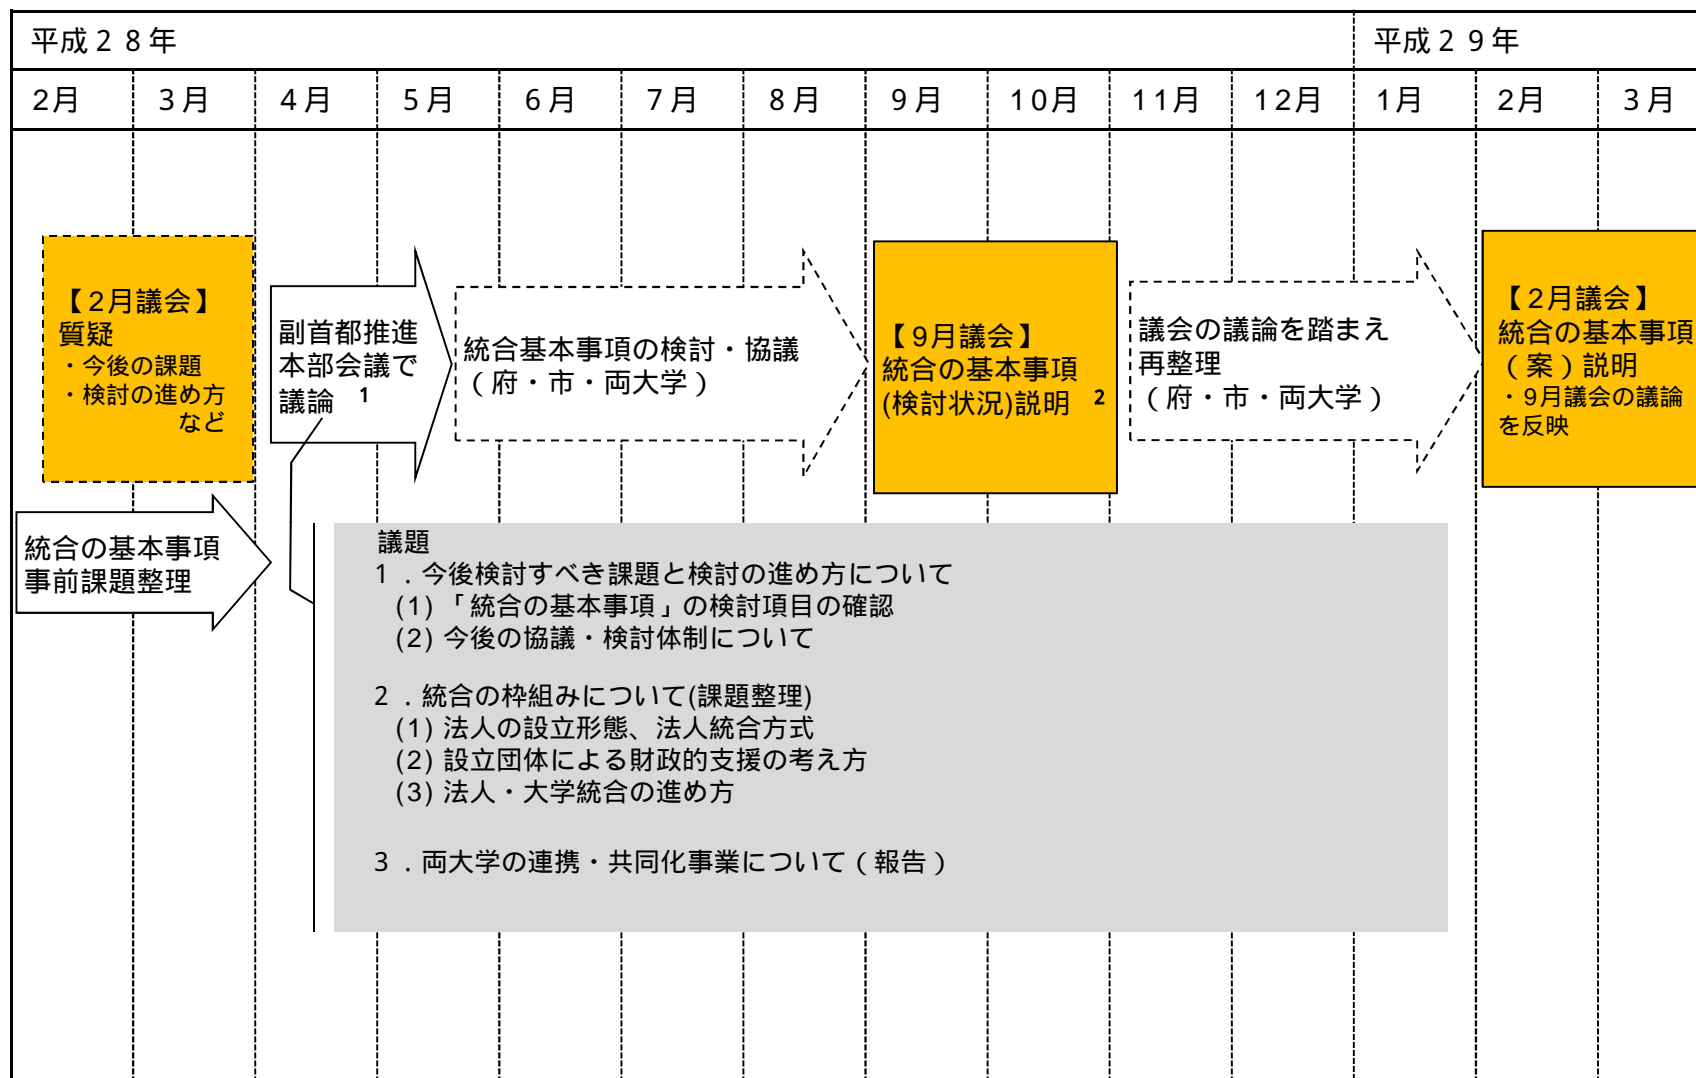 平成２８年
平成２９年
2月 ３月 ４月 ５月 ６月 ７月 ８月 ９月 10月 11月 12月 1月 2月 ３月
【2月議会】
質疑
・今後の課題
・検討の進め方
など
統合の基本事項
事前課題整理
副首都推進
本部会議で
議論 1
統合基本事項の検討・協議
（府・市・両大学）
【9月議会】
統合の基本事項
(検討状況)説明 2
議会の議論を踏まえ
再整理
（府・市・両大学）
【2月議会】
統合の基本事項
（案）説明
・9月議会の議論
を反映
議題
１．今後検討すべき課題と検討の進め方について
(1) 「統合の基本事項」の検討項目の確認
(2) 今後の協議・検討体制について
２．統合の枠組みについて(課題整理)
(1) 法人の設立形態、法人統合方式
(2) 設立団体による財政的支援の考え方
(3) 法人・大学統合の進め方
３．両大学の連携・共同化事業について（報告）